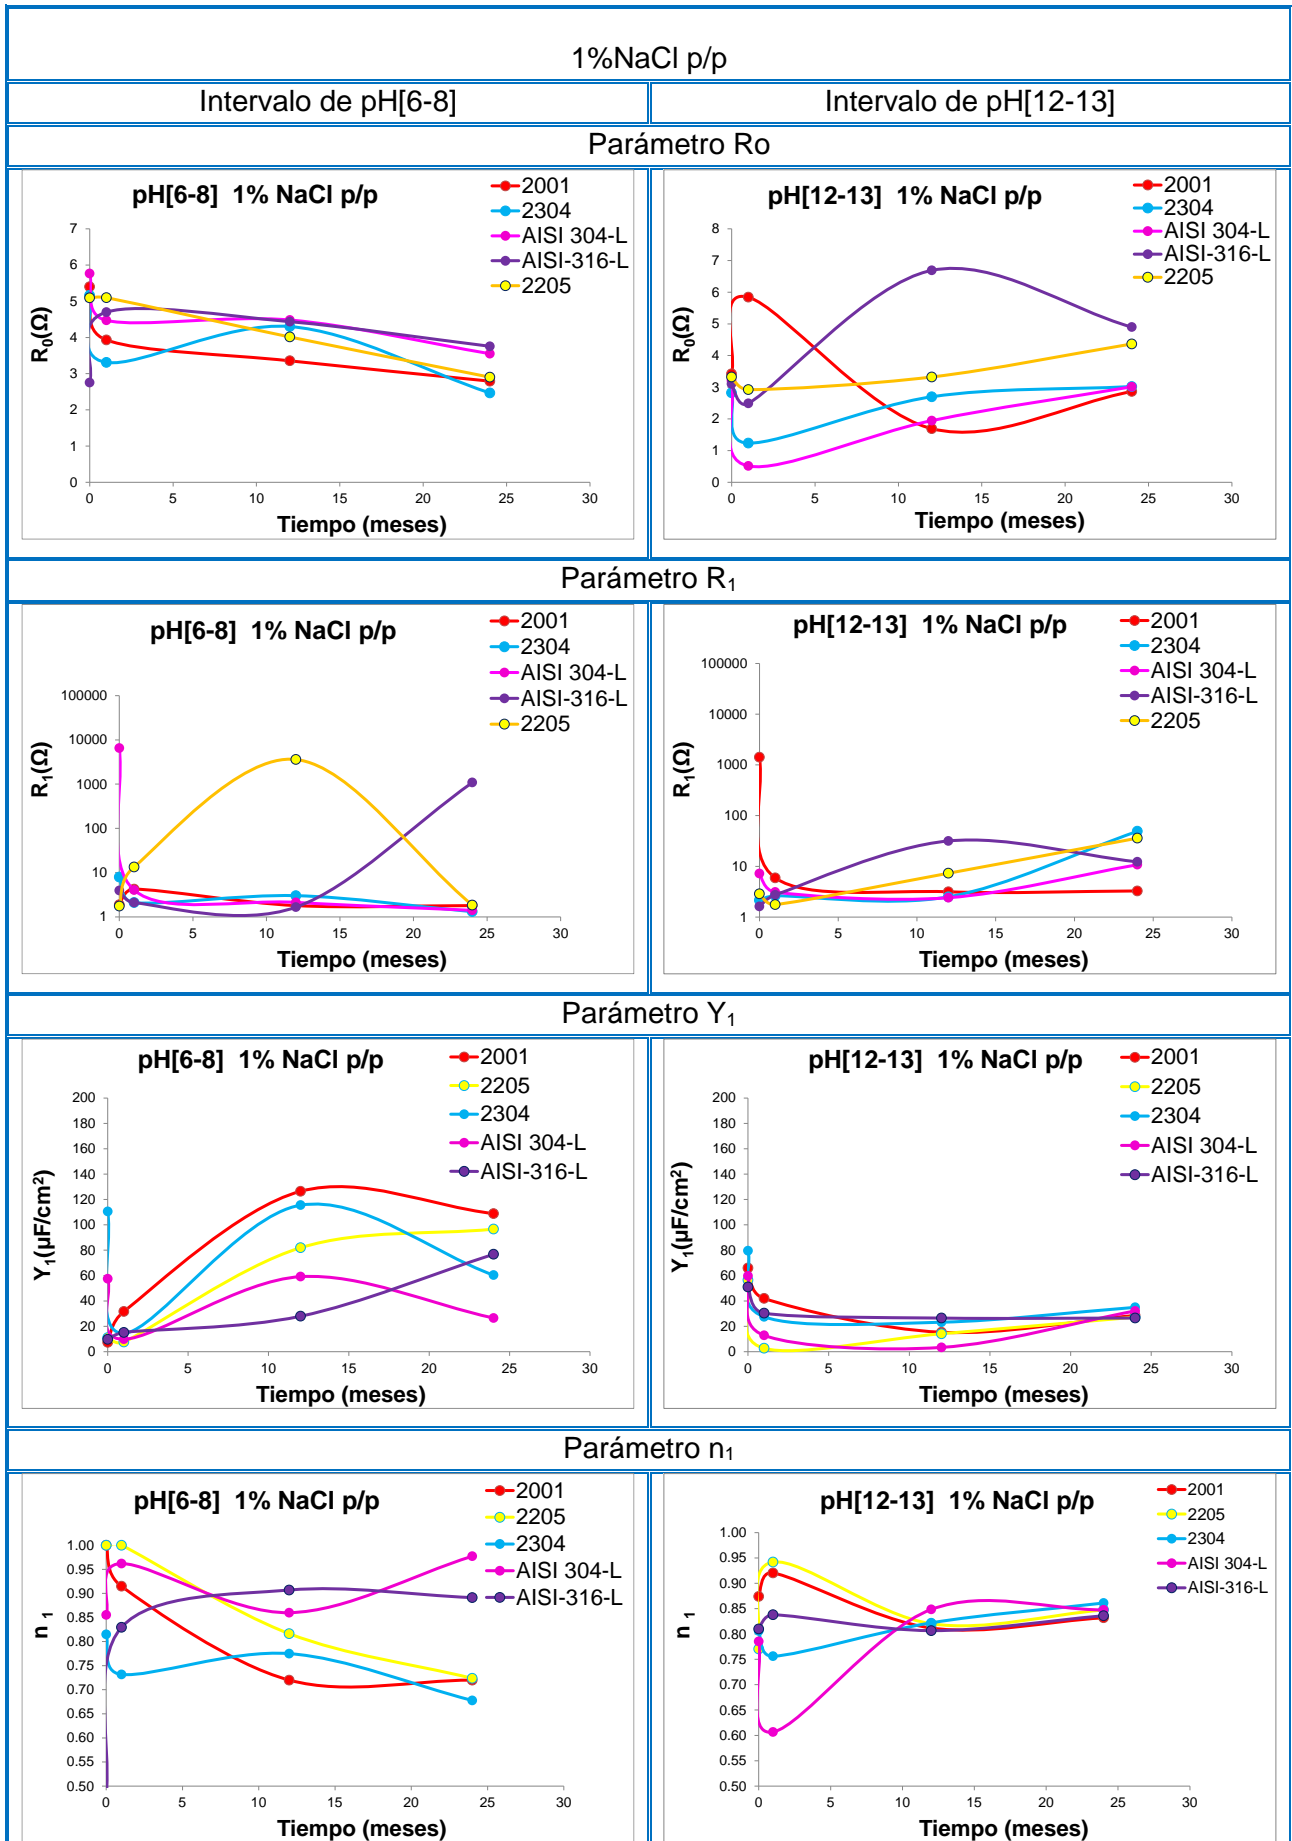 1%NaCl p/p
Intervalo de pH[6-8]
Intervalo de pH[12-13]
Parámetro Ro
pH[6-8] 1% NaCl p/p
2001
2304
AISI 304-L
AISI-316-L
2205
7
6
5
4
3
2
1
0
R₀(Ω)
0 5 10 15 20 25 30
Tiempo (meses)
pH[12-13] 1% NaCl p/p
2001
2304
AISI 304-L
AISI-316-L
2205
8
7
6
5
4
3
2
1
0
R₀(Ω)
0 5 10 15 20 25 30
Tiempo (meses)
Parámetro R₁
pH[6-8] 1% NaCl p/p
2001
2304
AISI 304-L
AISI-316-L
2205
100000
10000
1000
100
10
1
R₁(Ω)
0 5 10 15 20 25 30
Tiempo (meses)
pH[12-13] 1% NaCl p/p
2001
2304
AISI 304-L
AISI-316-L
2205
100000
10000
1000
100
10
1
R₁(Ω)
0 5 10 15 20 25 30
Tiempo (meses)
Parámetro Y₁
pH[6-8] 1% NaCl p/p
2001
2205
2304
AISI 304-L
AISI-316-L
200
180
160
140
120
100
80
60
40
20
0
Y₁(µF/cm²)
0 5 10 15 20 25 30
Tiempo (meses)
pH[12-13] 1% NaCl p/p
2001
2205
2304
AISI 304-L
AISI-316-L
200
180
160
140
120
100
80
60
40
20
0
Y₁(µF/cm²)
0 5 10 15 20 25 30
Tiempo (meses)
Parámetro n₁
pH[6-8] 1% NaCl p/p
2001
2205
2304
AISI 304-L
AISI-316-L
1.00
0.95
0.90
0.85
0.80
0.75
0.70
0.65
0.60
0.55
0.50
n ₁
0 5 10 15 20 25 30
Tiempo (meses)
pH[12-13] 1% NaCl p/p
2001
2205
2304
AISI 304-L
AISI-316-L
1.00
0.95
0.90
0.85
0.80
0.75
0.70
0.65
0.60
0.55
0.50
n ₁
0 5 10 15 20 25 30
Tiempo (meses)